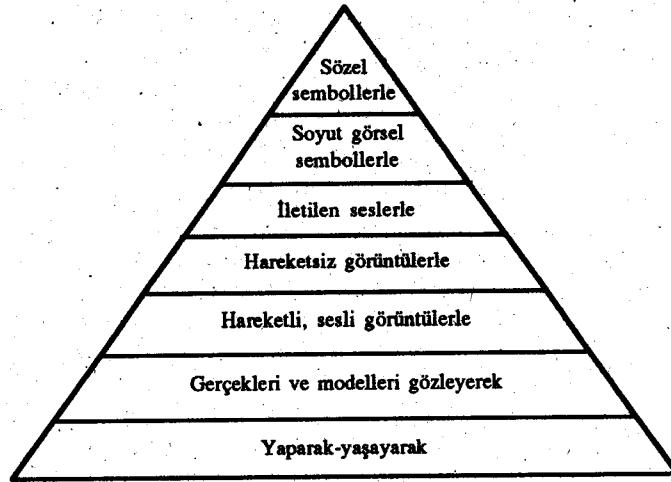 Sözel
sembollerle
Soyut görsel
sembollerle
İletilen seslerle
Hareketsiz görüntülerle
Hareketli, sesli görüntülerle
Gerçekleri ve modelleri gözleyerek
Yaparak-yaşayarak